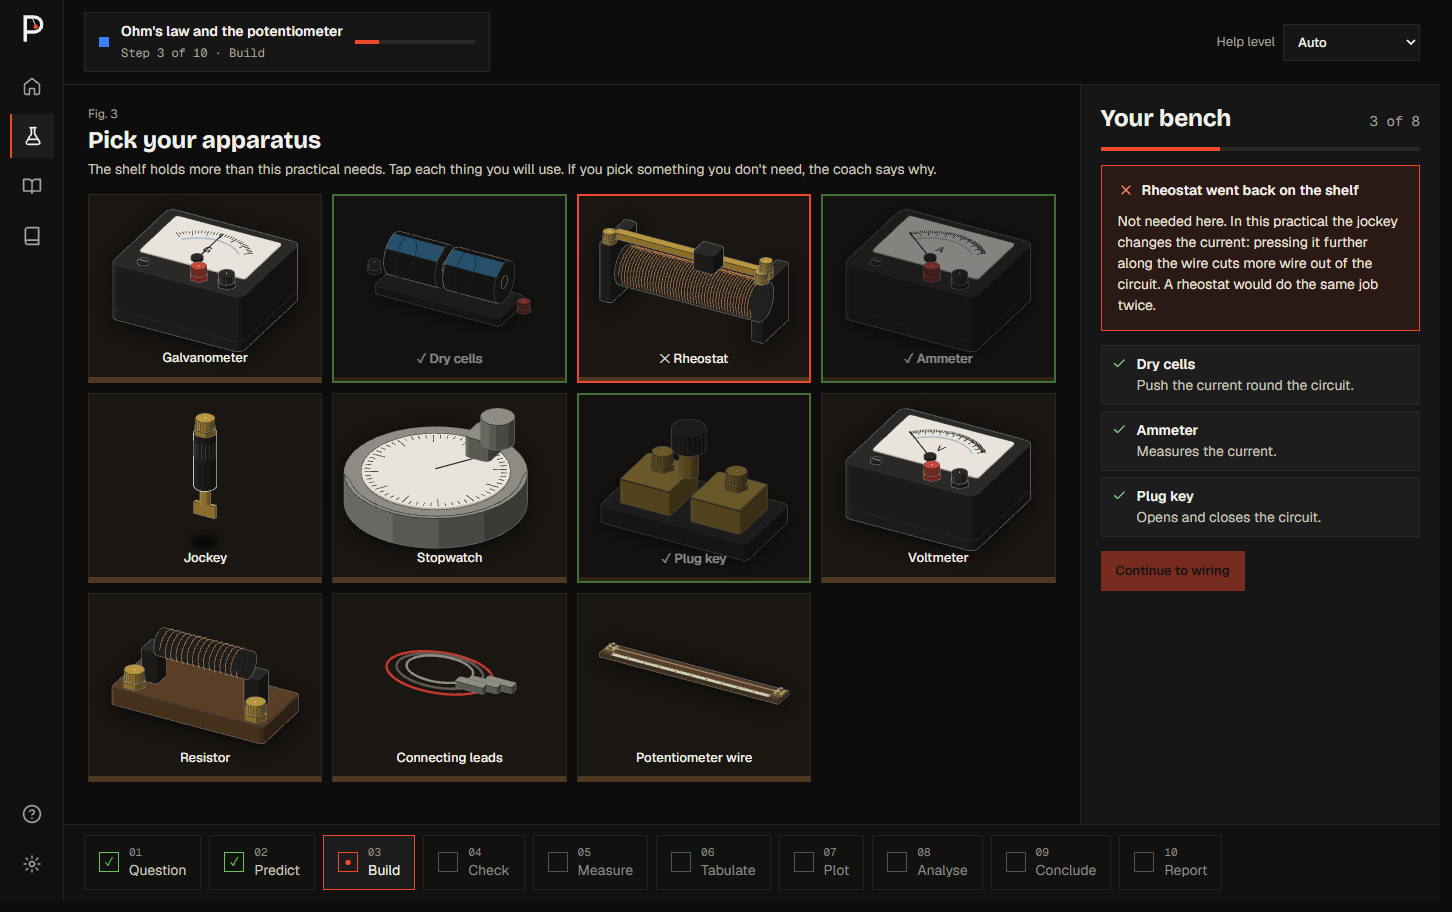 P
Ohm's law and the potentiometer
Step 3 of 10 · Build
Help level
Auto
Fig. 3
Pick your apparatus
The shelf holds more than this practical needs. Tap each thing you will use. If you pick something you don't need, the coach says why.
G
Galvanometer
✓ Dry cells
✕ Rheostat
A
✓ Ammeter
Jockey
Stopwatch
✓ Plug key
V
Voltmeter
Resistor
Connecting leads
Potentiometer wire
Your bench
3 of 8
✕ Rheostat went back on the shelf
Not needed here. In this practical the jockey
changes the current: pressing it further
along the wire cuts more wire out of the
circuit. A rheostat would do the same job
twice.
✓ Dry cells
Push the current round the circuit.
✓ Ammeter
Measures the current.
✓ Plug key
Opens and closes the circuit.
Continue to wiring
01
Question
02
Predict
03
Build
04
Check
05
Measure
06
Tabulate
07
Plot
08
Analyse
09
Conclude
10
Report